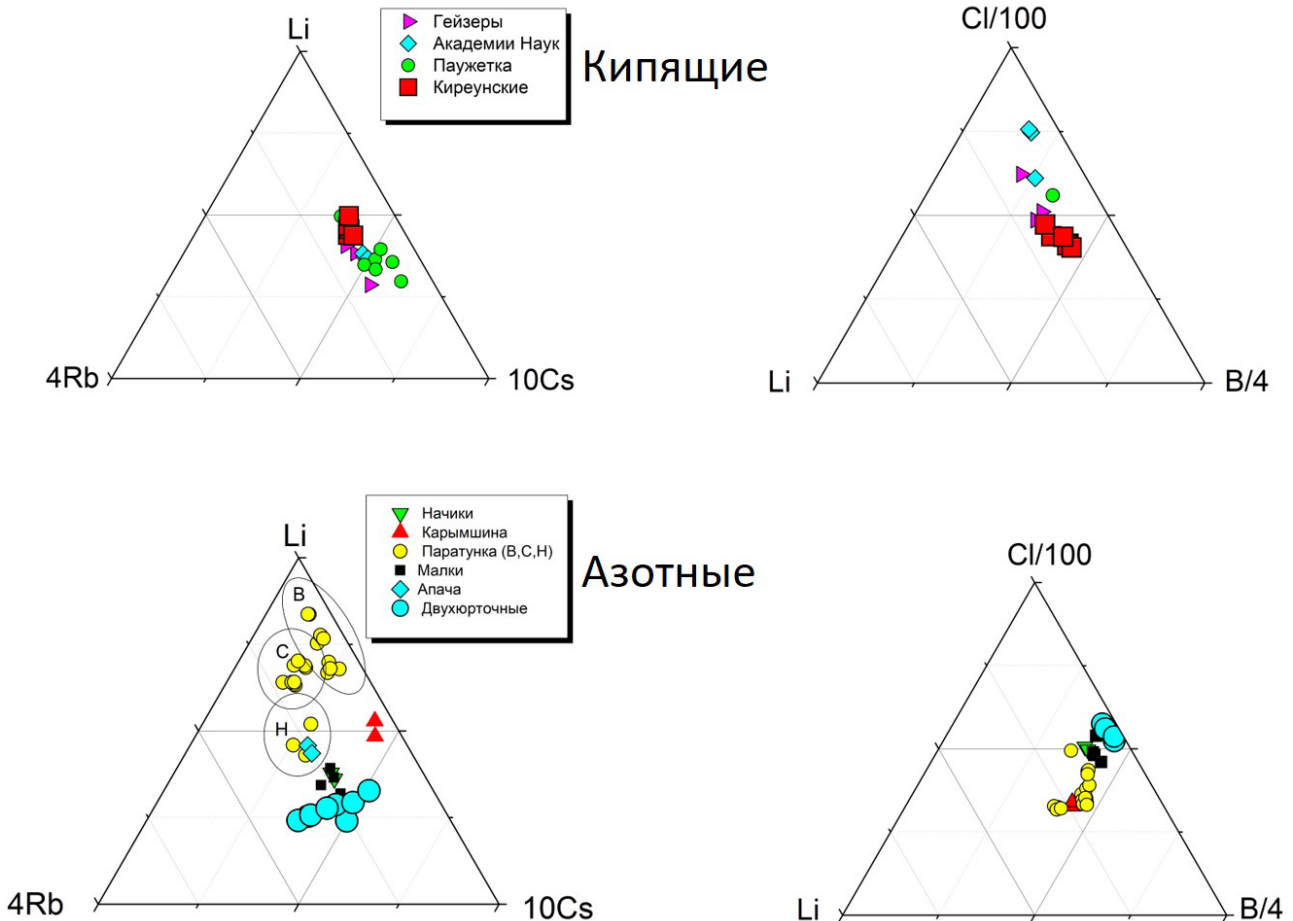 Li
Гейзеры
Академии Наук
Паужетка
Киреунские
Кипящие
4Rb
10Cs
Cl/100
Li
B/4
Li
Начики
Карымшина
Паратунка (В,С,Н)
Малки
Апача
Двухюрточные
Азотные
В
С
Н
4Rb
10Cs
Cl/100
Li
B/4